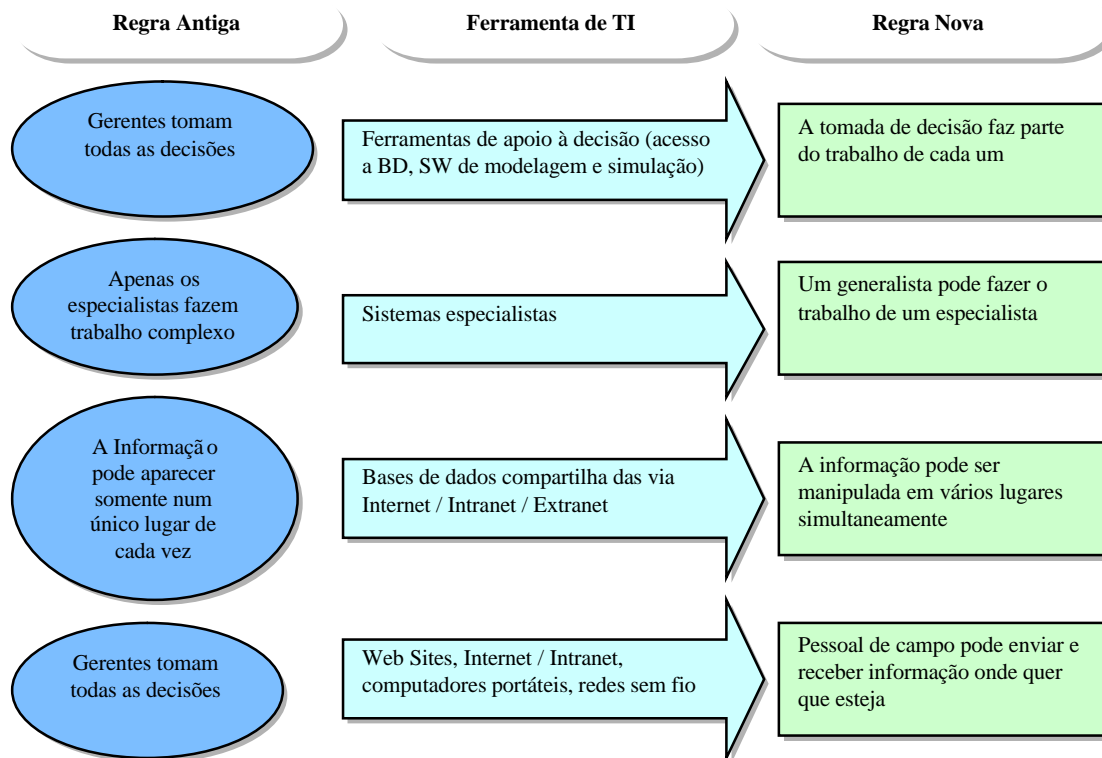 Regra Antiga
Ferramenta de TI
Regra Nova
Gerentes tomam
todas as decisões
Ferramentas de apoio à decisão (acesso
a BD, SW de modelagem e simulação)
A tomada de decisão faz parte
do trabalho de cada um
Apenas os
especialistas fazem
trabalho complexo
Sistemas especialistas
Um generalista pode fazer o
trabalho de um especialista
A Informaçã o
pode aparecer
somente num
único lugar de
cada vez
Bases de dados compartilha das via
Internet / Intranet / Extranet
A informação pode ser
manipulada em vários lugares
simultaneamente
Gerentes tomam
todas as decisões
Web Sites, Internet / Intranet,
computadores portáteis, redes sem fio
Pessoal de campo pode enviar e
receber informação onde quer
que esteja